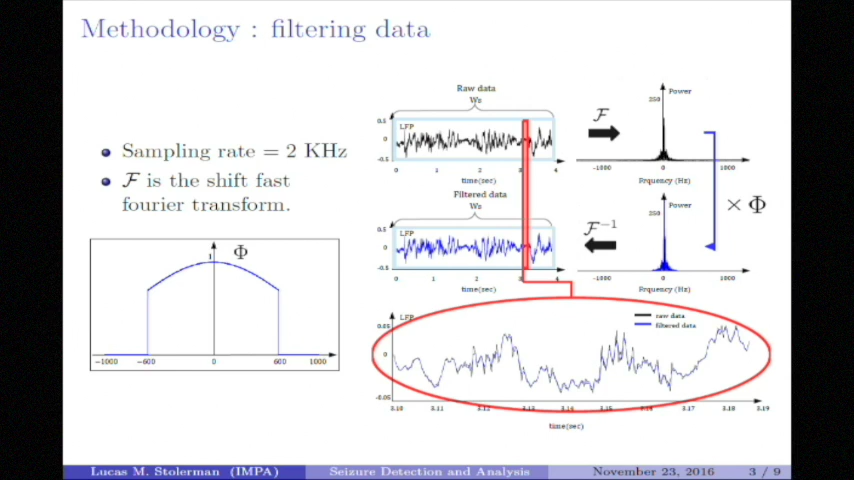 Methodology : filtering data
Sampling rate = 2 KHz
ℱ is the shift fast
fourier transform.
Φ
1
−1000 −600 0 600 1000
Raw data
Ws
LFP
0.5
0
-0.5
0 1 2 3 4
time(sec)
ℱ
Power
250
-1000 0 1000
Frquency (Hz)
Filtered data
Ws
LFP
0.5
0
-0.5
0 1 2 3 4
time(sec)
ℱ−1
Power
250
-1000 0 1000
Frquency (Hz)
× Φ
LFP
raw data
filtered data
0.05
0
-0.05
3.10 3.11 3.12 3.13 3.14 3.15 3.16 3.17 3.18 3.19
time(sec)
Lucas M. Stolerman (IMPA) Seizure Detection and Analysis November 23, 2016 3 / 9